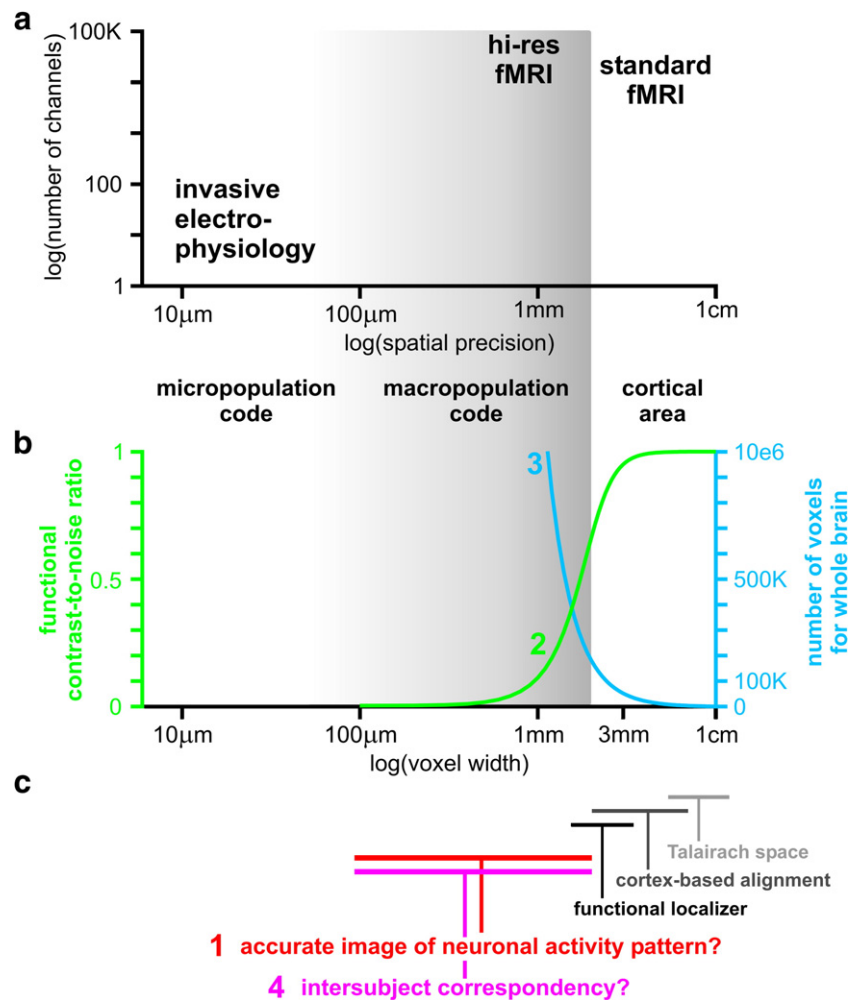 a
log(number of channels)
100K
100
1
hi-res
fMRI
standard
fMRI
invasive
electro-
physiology
10μm
100μm
1mm
1cm
log(spatial precision)
micropopulation
code
macropopulation
code
cortical
area
b
functional
contrast-to-noise ratio
1
0.5
0
3
2
10e6
500K
100K
0
number of voxels
for whole brain
10μm
100μm
1mm
3mm
1cm
log(voxel width)
c
Talairach space
cortex-based alignment
functional localizer
1 accurate image of neuronal activity pattern?
4 intersubject correspondency?